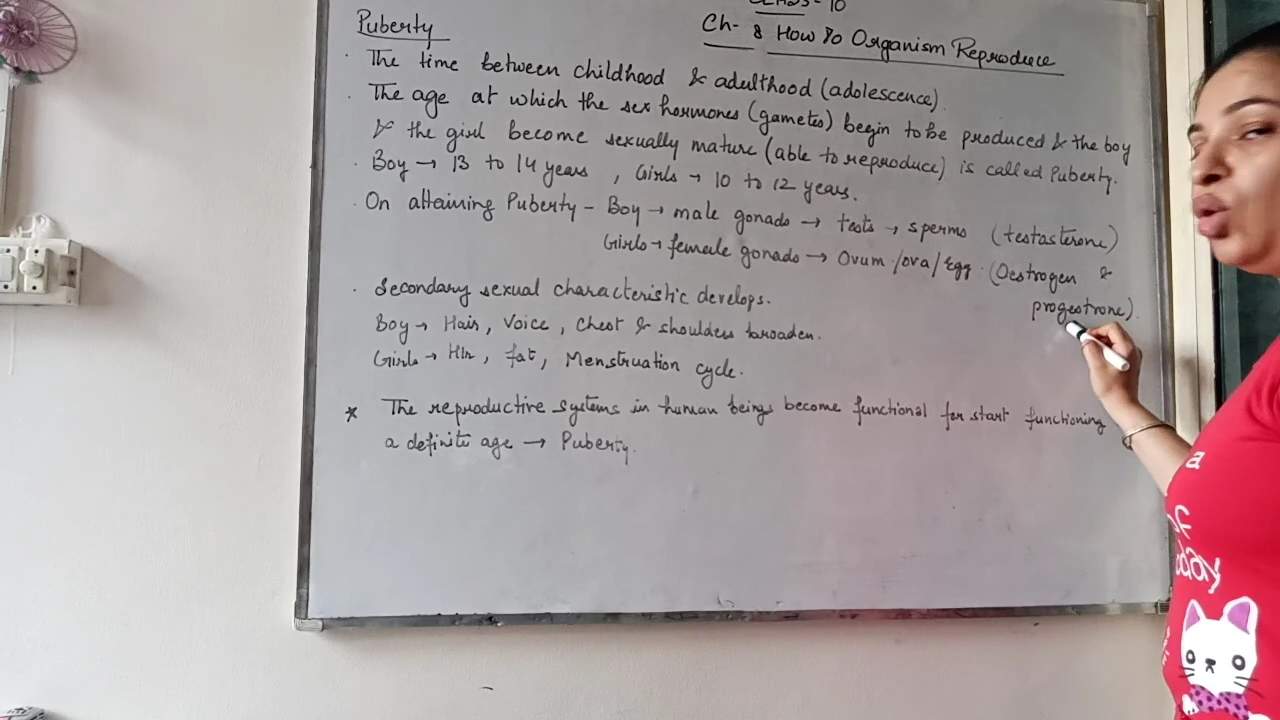 CLASS - 10
Ch- 8 How Do Organism Reproduce
Puberty
· The time between childhood & adulthood (adolescence).
· The age at which the sex hormones (gametes) begin to be produced & the boy
& the girl become sexually mature (able to reproduce) is called Puberty.
· Boy → 13 to 14 years , Girls → 10 to 12 years.
· On attaining Puberty - Boy → male gonads → tests → sperms (testasterone)
Girls → female gonads → Ovum /ova/ Egg (Oestrogen &
progestrone).
· Secondary sexual characteristic develops.
Boy → Hair, Voice, Chest & shoulders broaden.
Girls → Hir, fat, Menstruation cycle.
* The reproductive systems in human beings become functional for start functioning
a definite age → Puberty.
a
of